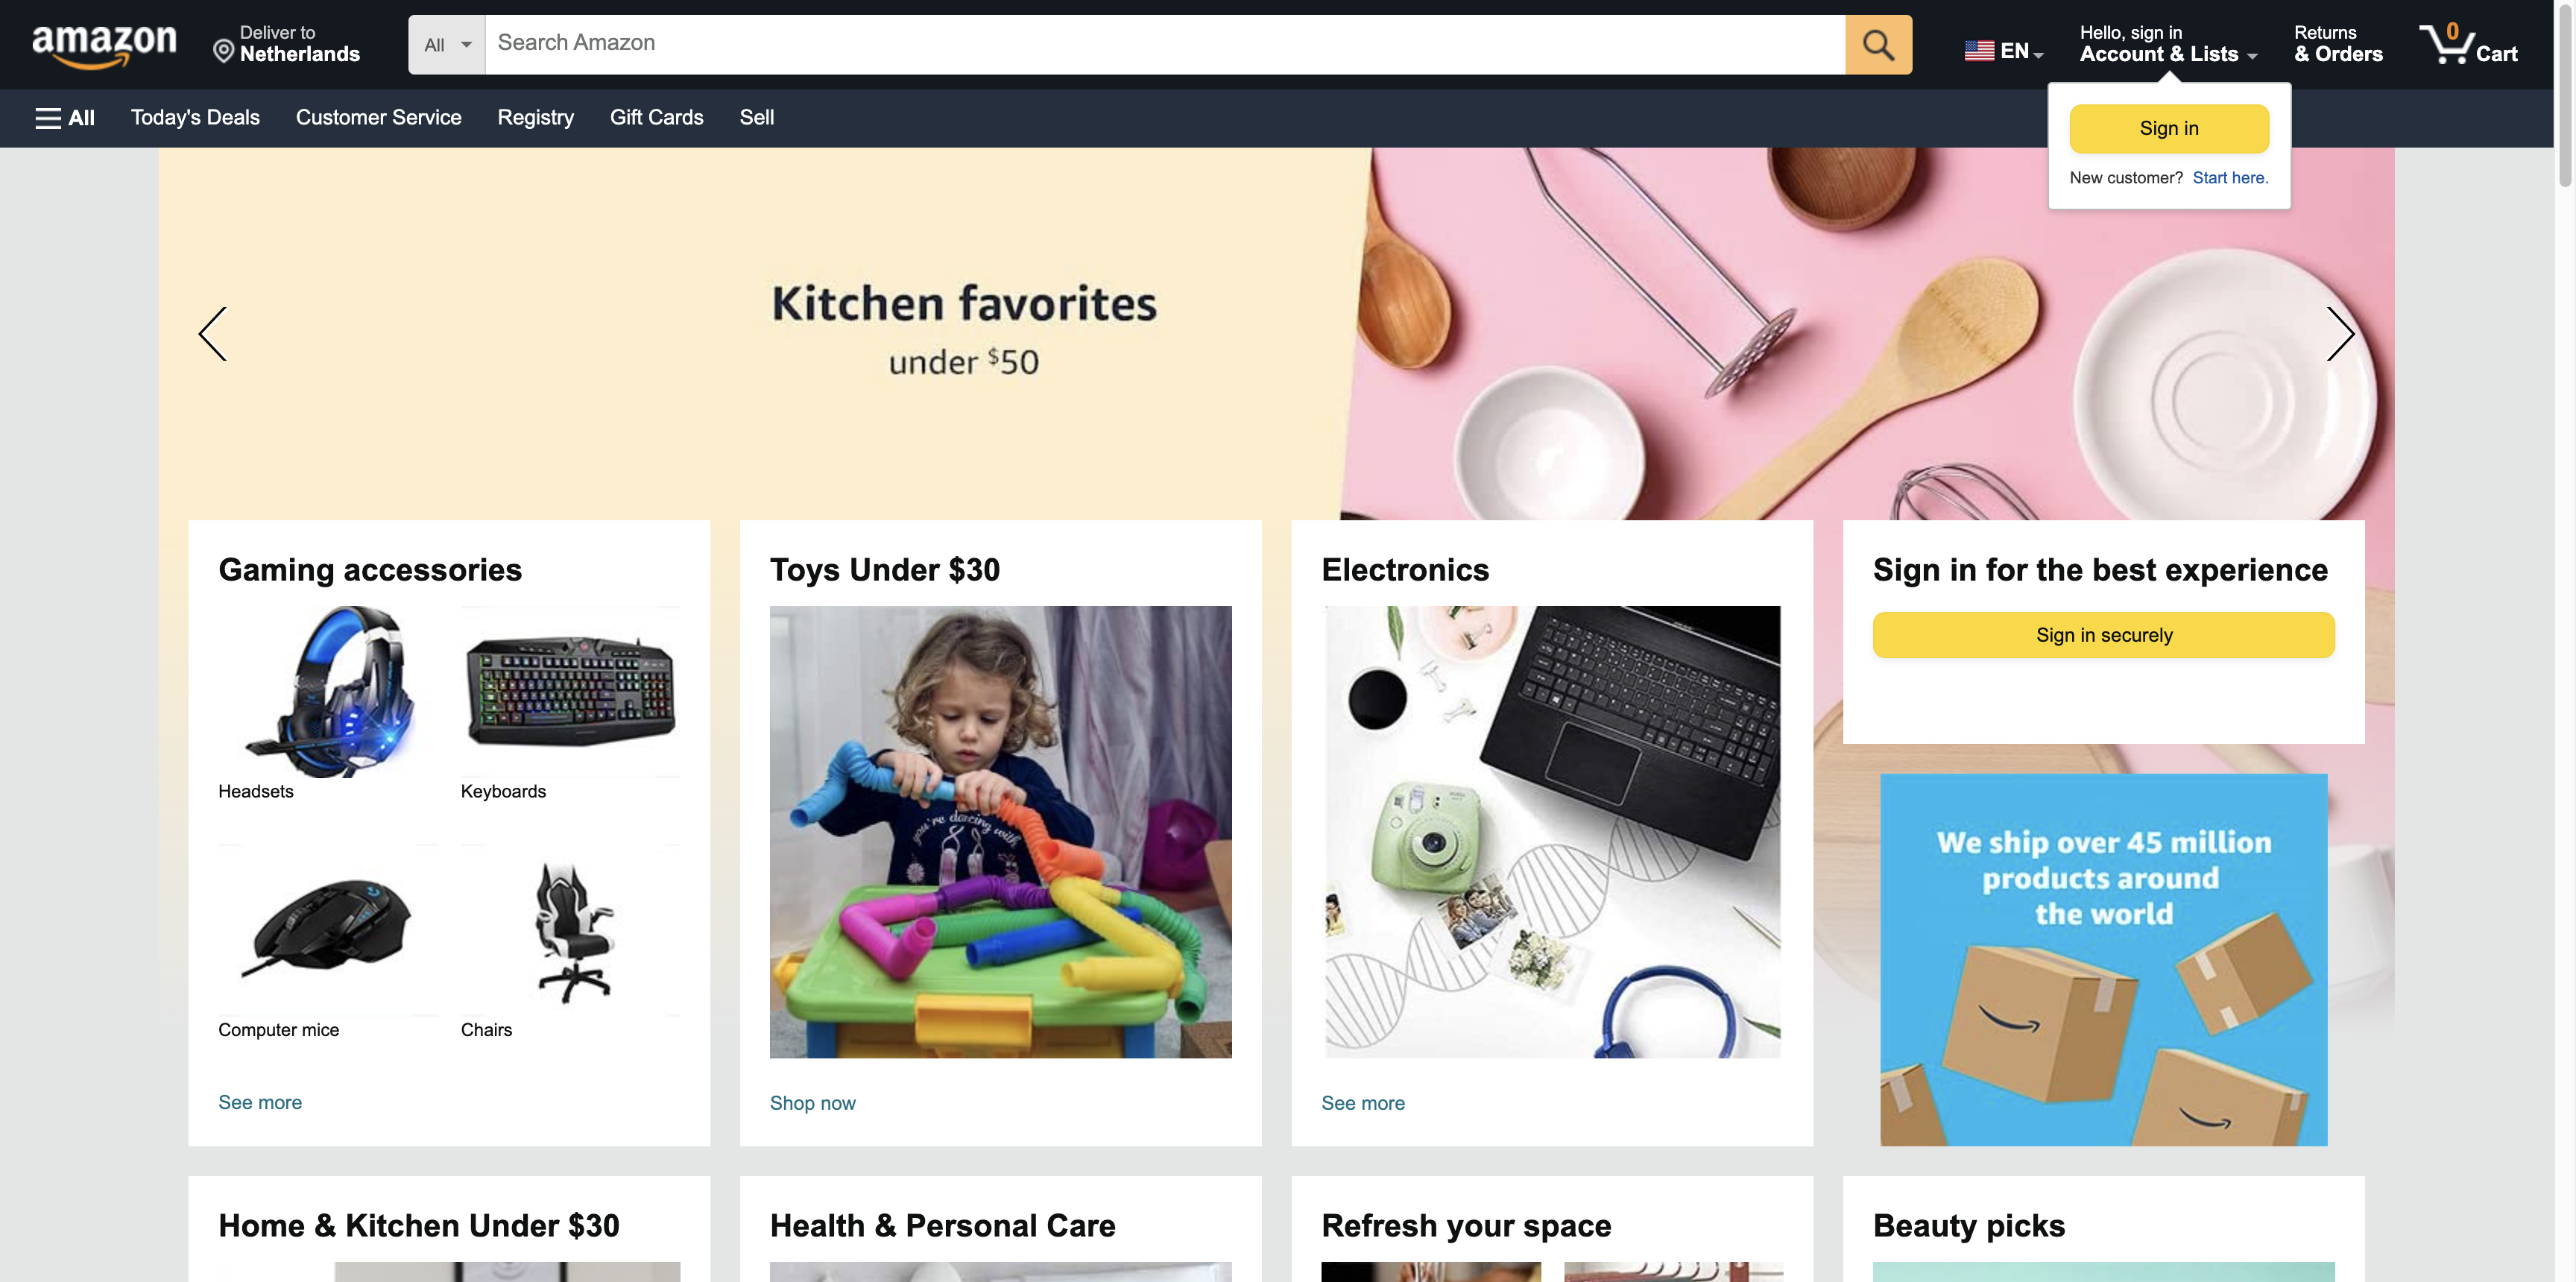 amazon
Deliver to
Netherlands
All
Search Amazon
EN
Hello, sign in
Account & Lists
Returns
& Orders
0
Cart
All
Today's Deals
Customer Service
Registry
Gift Cards
Sell
Sign in
New customer? Start here.
Kitchen favorites
under $50
Gaming accessories
Headsets
Keyboards
Computer mice
Chairs
See more
Toys Under $30
you're dancing with
Shop now
Electronics
See more
Sign in for the best experience
Sign in securely
We ship over 45 million
products around
the world
Home & Kitchen Under $30
Health & Personal Care
Refresh your space
Beauty picks